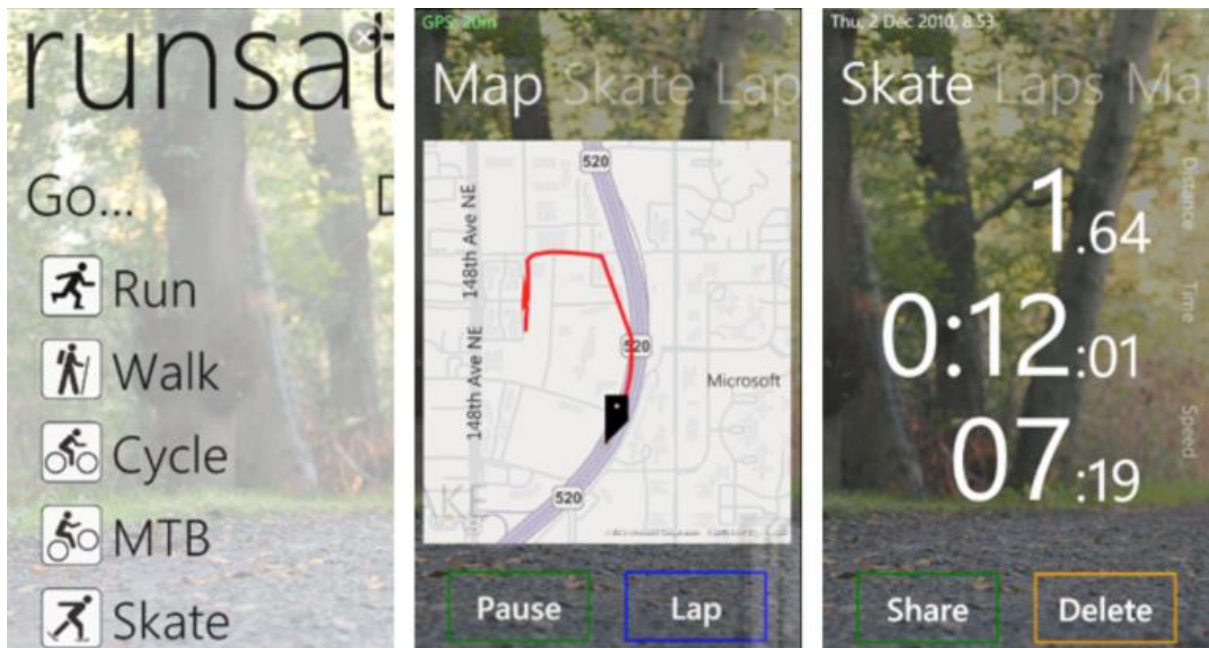 runsat
Go...
D
Run
Walk
Cycle
MTB
Skate
GPS, 20m
Map Skate Lap
520
148th Ave NE
520
148th Ave NE
Microsoft
520
Pause
Lap
Thu, 2 Dec 2010, 8.53
Skate Laps Map
Distance
1.64
Time
0:12:01
Speed
07:19
Share
Delete